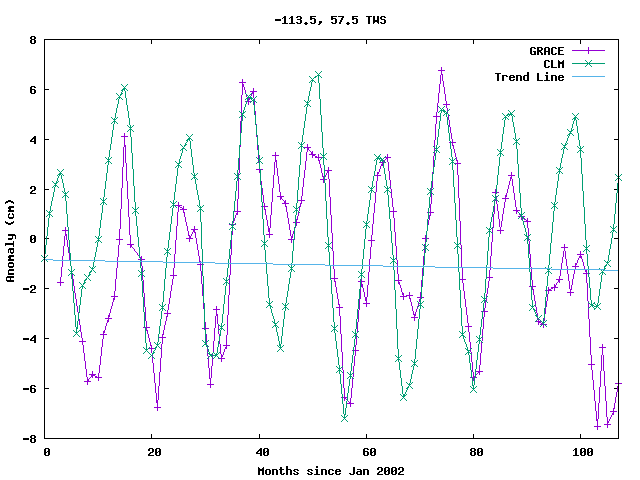 -113.5, 57.5 TWS
GRACE
CLM
Trend Line
8
6
4
2
0
-2
-4
-6
-8
Anomaly (cm)
0 20 40 60 80 100
Months since Jan 2002